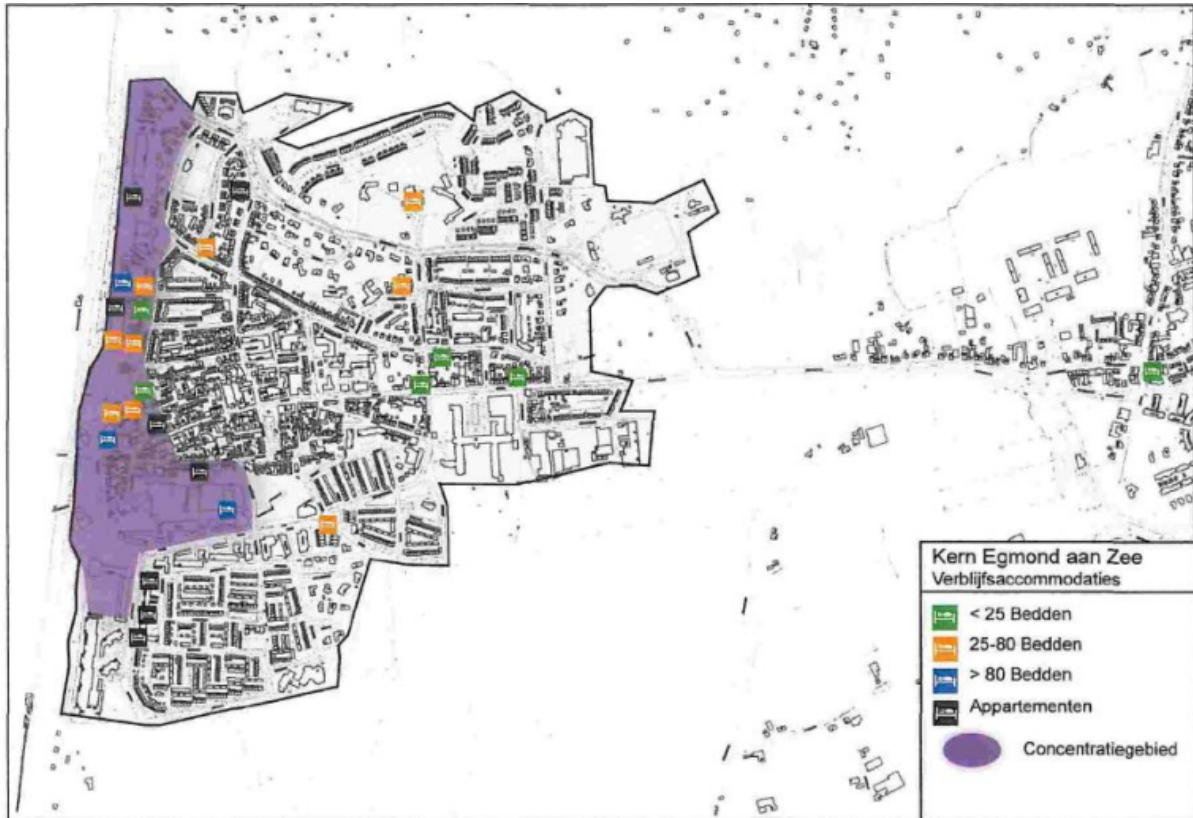 Kern Egmond aan Zee
Verblijfsaccommodaties
< 25 Bedden
25-80 Bedden
> 80 Bedden
Appartementen
Concentratiegebied